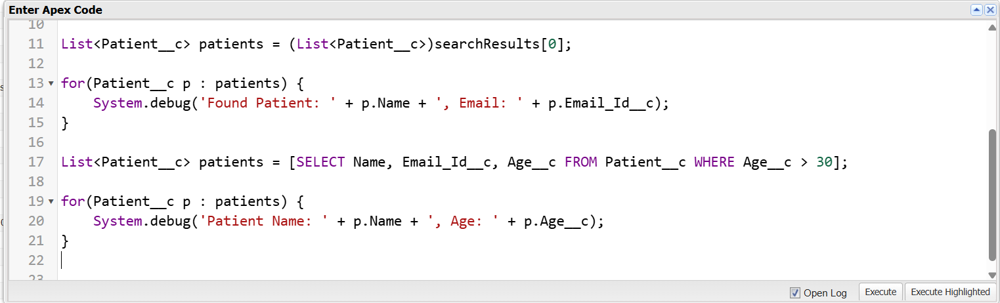 Enter Apex Code
10
11 List<Patient__c> patients = (List<Patient__c>)searchResults[0];
12
13 for(Patient__c p : patients) {
14     System.debug('Found Patient: ' + p.Name + ', Email: ' + p.Email_Id__c);
15 }
16
17 List<Patient__c> patients = [SELECT Name, Email_Id__c, Age__c FROM Patient__c WHERE Age__c > 30];
18
19 for(Patient__c p : patients) {
20     System.debug('Patient Name: ' + p.Name + ', Age: ' + p.Age__c);
21 }
22
23
Open Log Execute Execute Highlighted